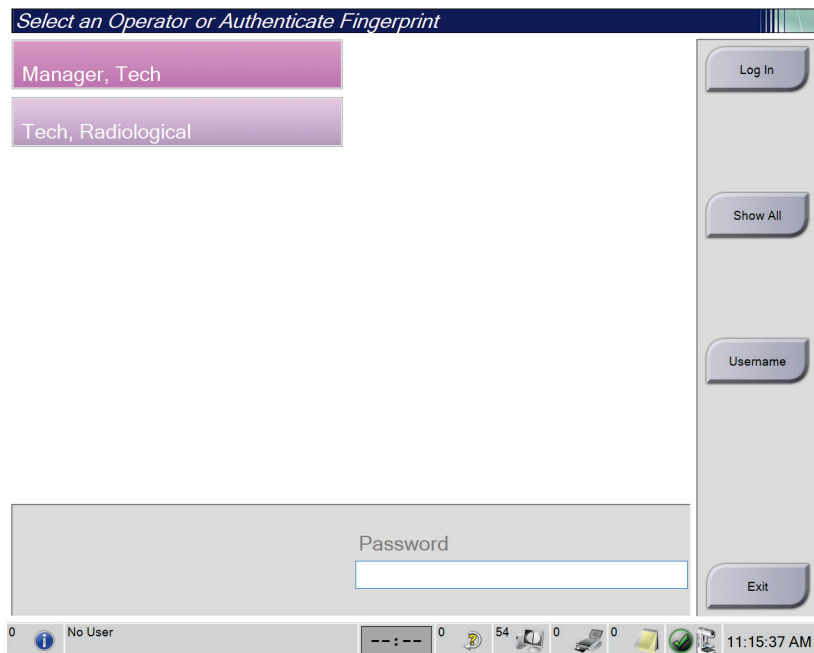 Select an Operator or Authenticate Fingerprint
Manager, Tech
Log In
Tech, Radiological
Show All
Username
Password
Exit
0 No User --:-- 0 54 0 0 11:15:37 AM